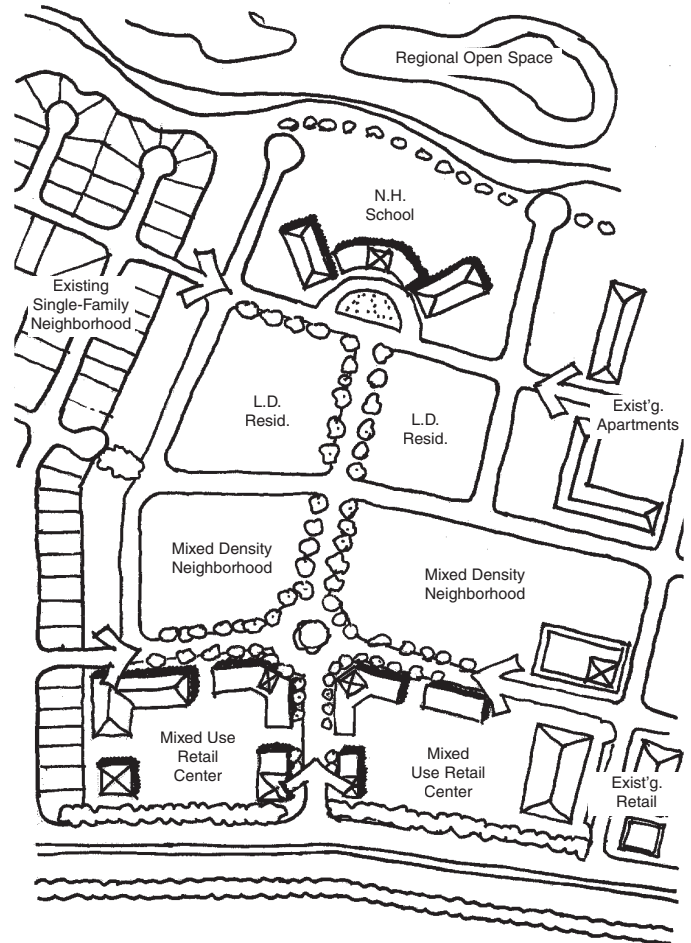 Regional Open Space
N.H.
School
Existing
Single-Family
Neighborhood
L.D.
Resid.
L.D.
Resid.
Exist'g.
Apartments
Mixed Density
Neighborhood
Mixed Density
Neighborhood
Mixed Use
Retail
Center
Mixed
Use Retail
Center
Exist'g.
Retail